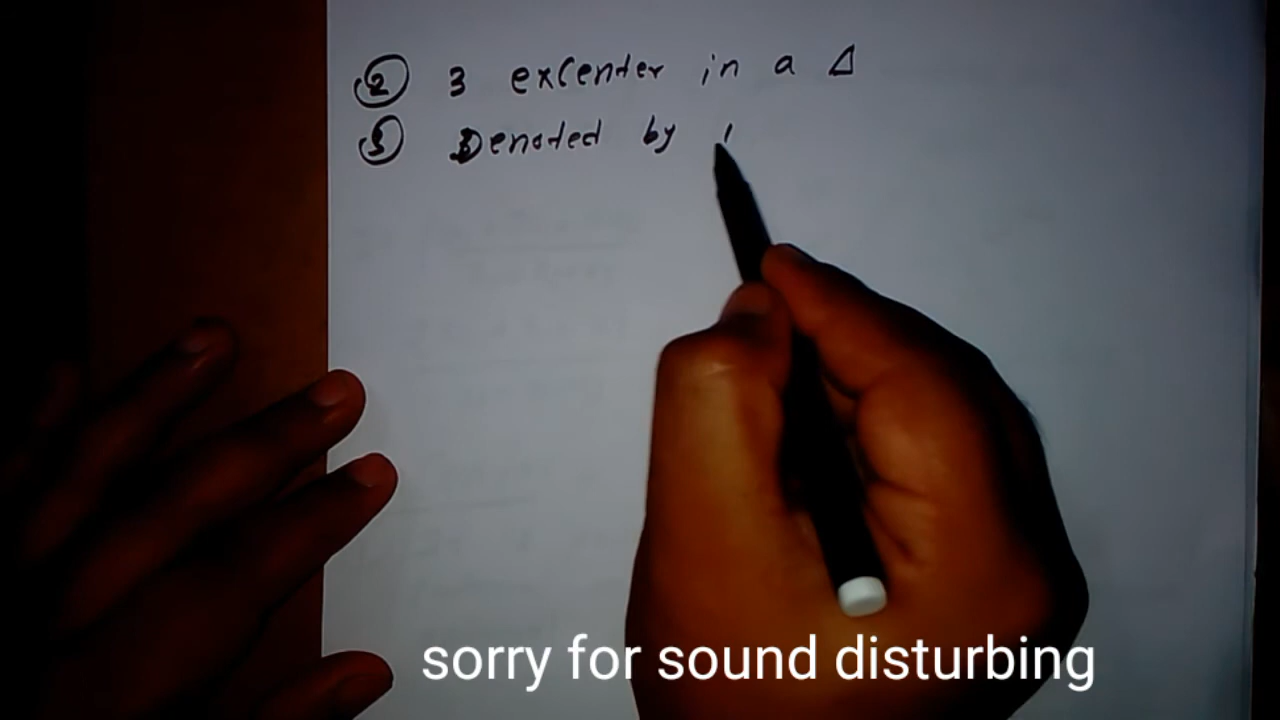 ② 3 excenter in a Δ
③ Denoted by
sorry for sound disturbing